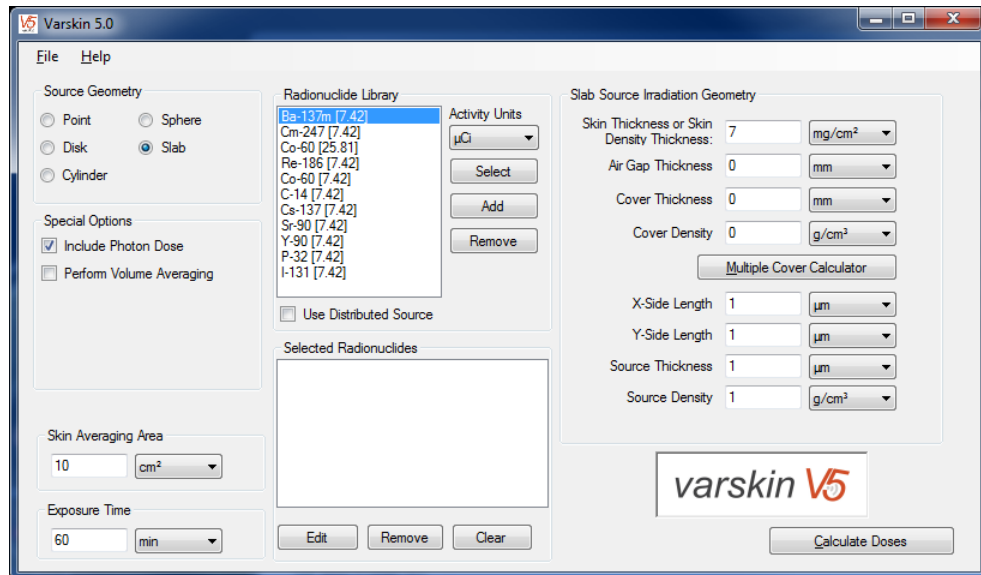 Varskin 5.0
File Help
Source Geometry
Point Sphere
Disk Slab
Cylinder
Special Options
Include Photon Dose
Perform Volume Averaging
Skin Averaging Area
10 cm²
Exposure Time
60 min
Radionuclide Library
Ba-137m [7.42]
Cm-247 [7.42]
Co-60 [25.81]
Re-186 [7.42]
Co-60 [7.42]
C-14 [7.42]
Cs-137 [7.42]
Sr-90 [7.42]
Y-90 [7.42]
P-32 [7.42]
I-131 [7.42]
Activity Units
µCi
Select
Add
Remove
Use Distributed Source
Selected Radionuclides
Edit Remove Clear
Slab Source Irradiation Geometry
Skin Thickness or Skin
Density Thickness: 7 mg/cm²
Air Gap Thickness 0 mm
Cover Thickness 0 mm
Cover Density 0 g/cm³
Multiple Cover Calculator
X-Side Length 1 µm
Y-Side Length 1 µm
Source Thickness 1 µm
Source Density 1 g/cm³
varskin V5
Calculate Doses